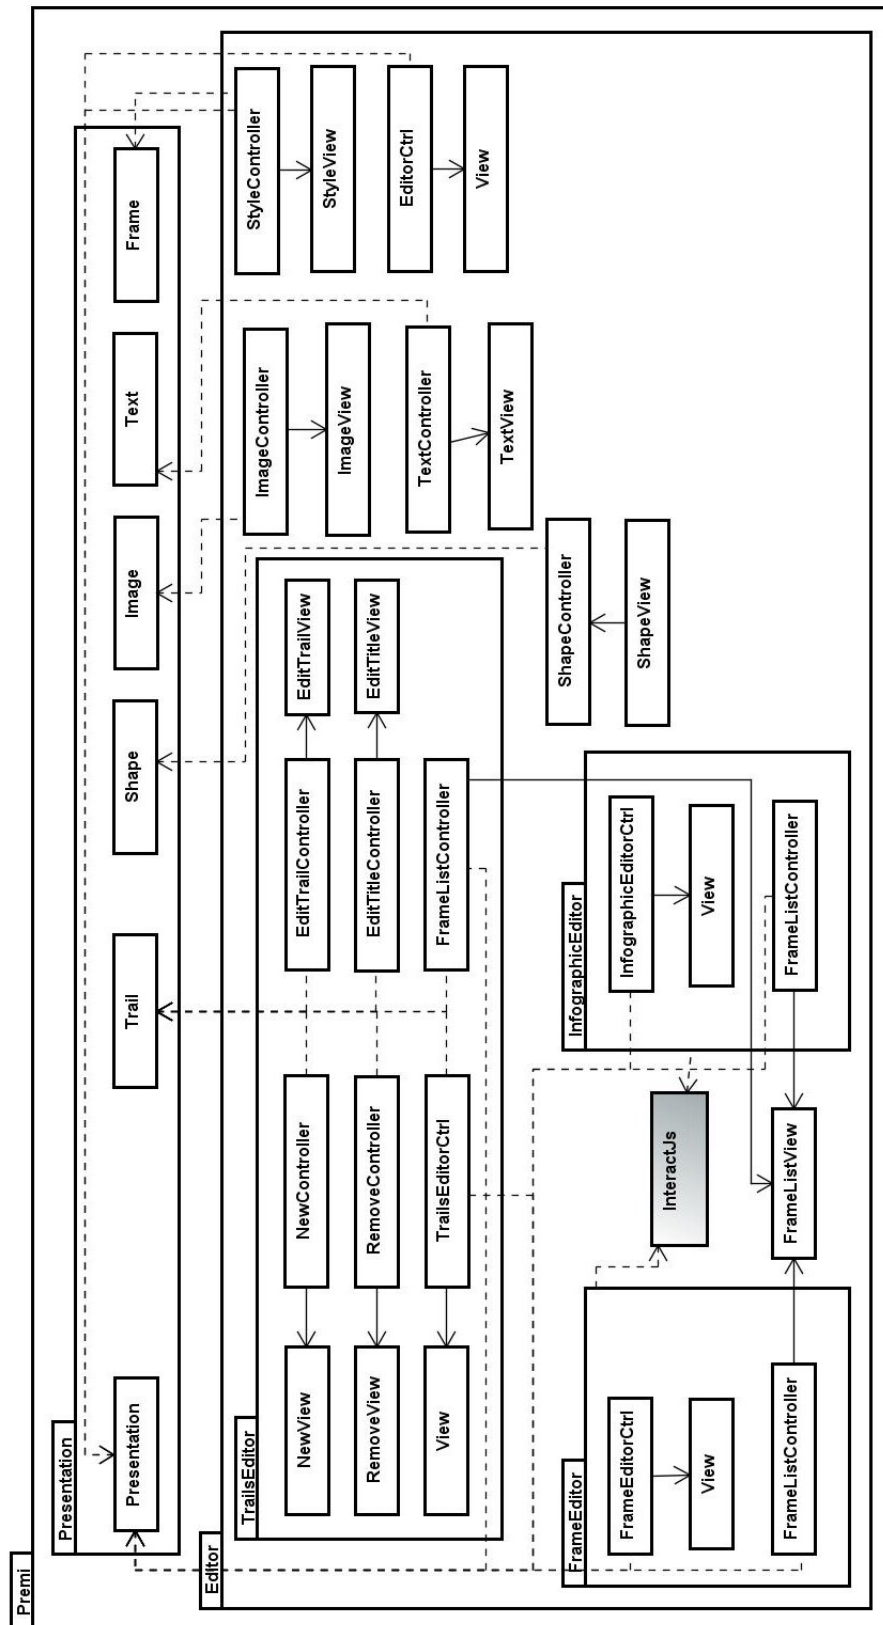 Premi
Presentation
Presentation
Trail
Shape
Image
Text
Frame
Editor
TrailsEditor
NewView
NewController
EditTrailController
EditTrailView
RemoveView
RemoveController
EditTitleController
EditTitleView
View
TrailsEditorCtrl
FrameListController
ImageController
ImageView
TextController
TextView
StyleController
StyleView
EditorCtrl
View
ShapeController
ShapeView
FrameEditor
FrameEditorCtrl
View
FrameListController
InteractJs
FrameListView
InfographicEditor
InfographicEditorCtrl
View
FrameListController